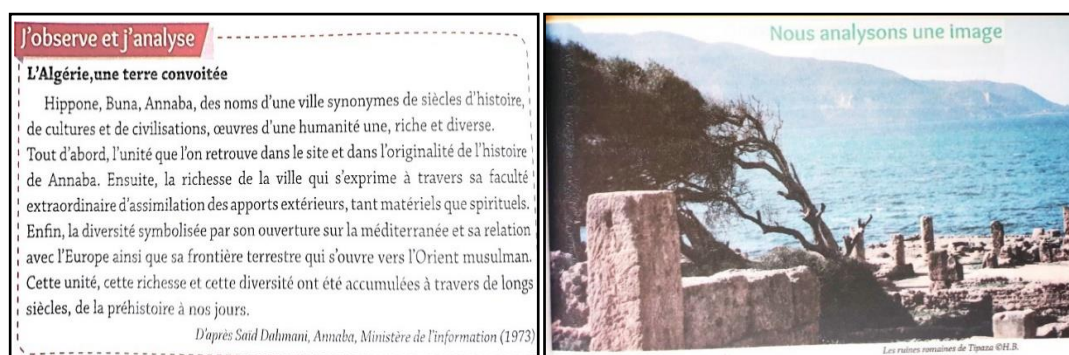 J'observe et j'analyse
L'Algérie,une terre convoitée
Hippone, Buna, Annaba, des noms d'une ville synonymes de siècles d'histoire,
de cultures et de civilisations, œuvres d'une humanité une, riche et diverse.
Tout d'abord, l'unité que l'on retrouve dans le site et dans l'originalité de l'histoire
de Annaba. Ensuite, la richesse de la ville qui s'exprime à travers sa faculté
extraordinaire d'assimilation des apports extérieurs, tant matériels que spirituels.
Enfin, la diversité symbolisée par son ouverture sur la méditerranée et sa relation
avec l'Europe ainsi que sa frontière terrestre qui s'ouvre vers l'Orient musulman.
Cette unité, cette richesse et cette diversité ont été accumulées à travers de longs
siècles, de la préhistoire à nos jours.
D'après Saïd Dahmani, Annaba, Ministère de l'information (1973)
Nous analysons une image
Les ruines romaines de Tipaza ©H.B.